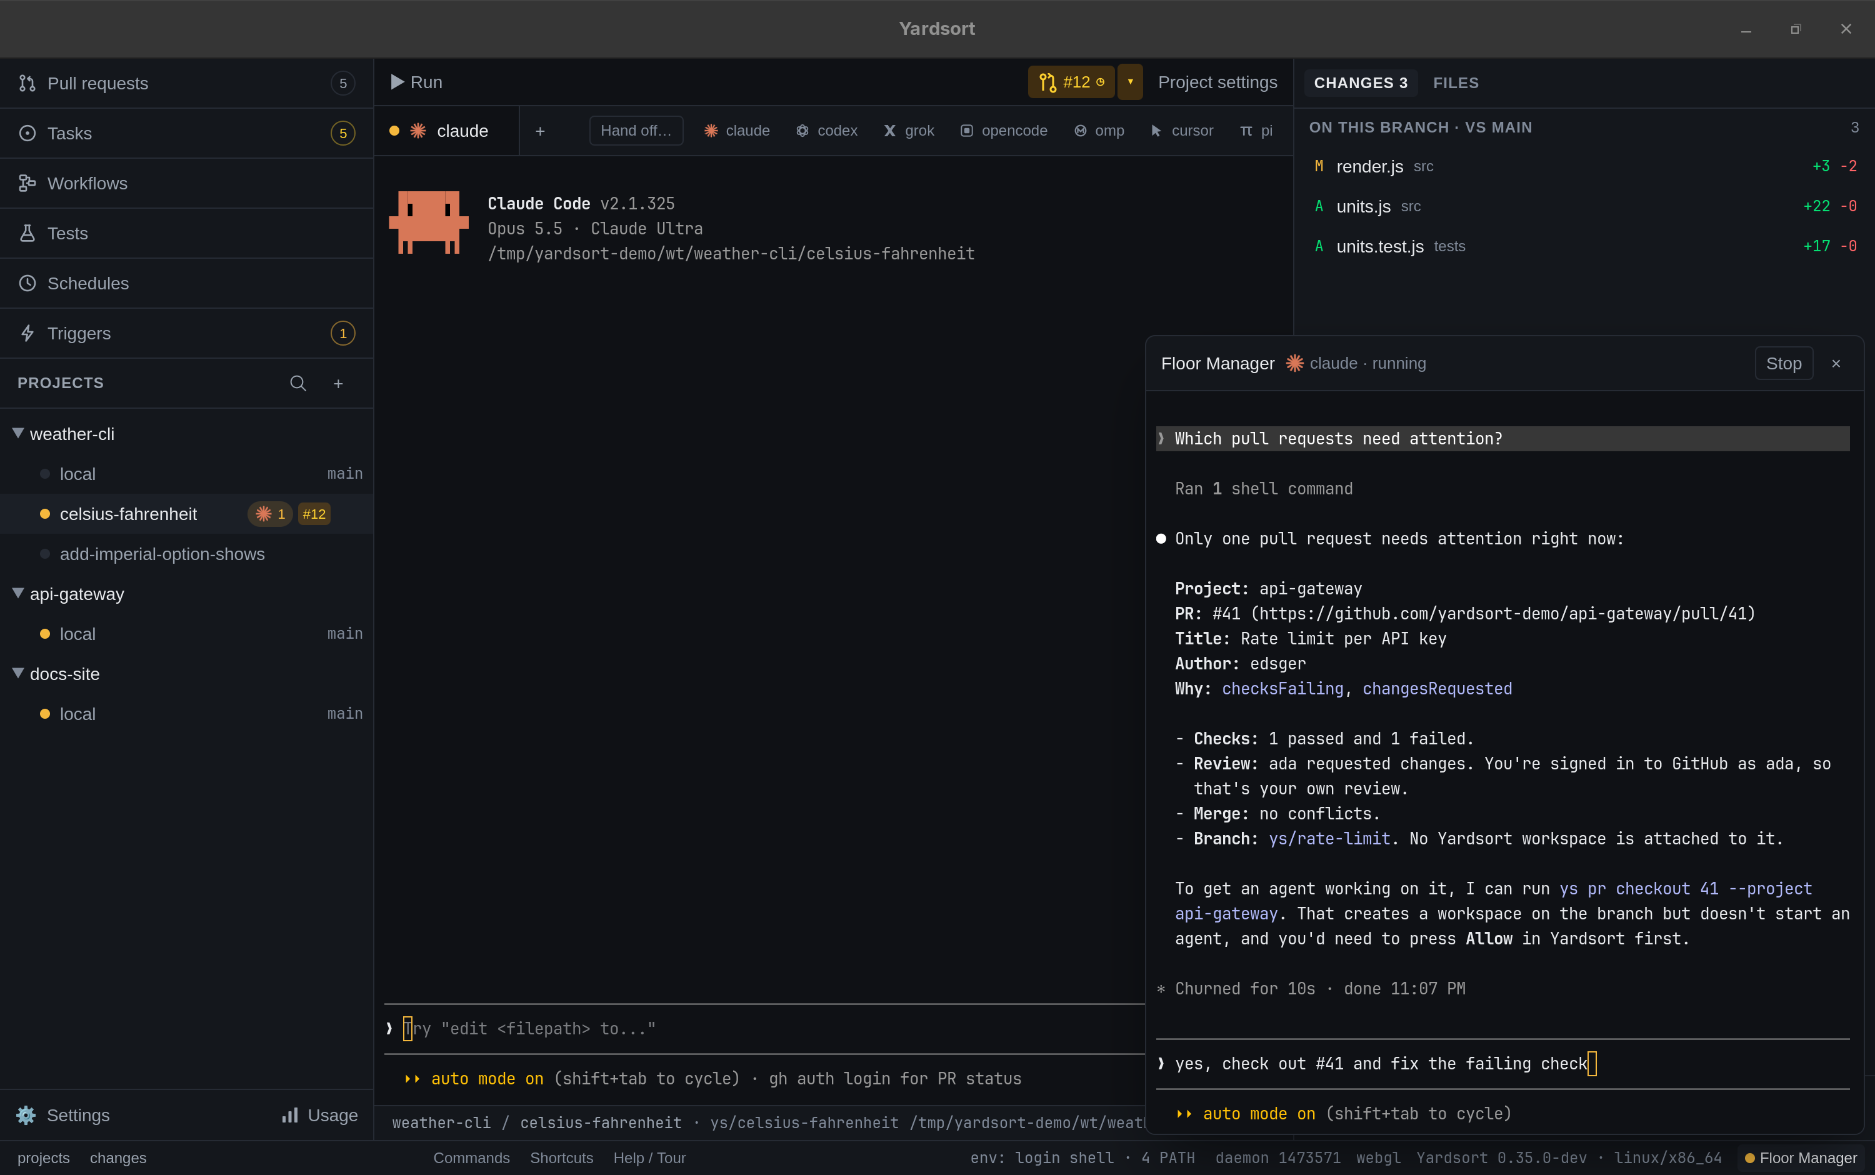 Yardsort
Pull requests 5
Tasks 5
Workflows
Tests
Schedules
Triggers 1
PROJECTS +
weather-cli
local main
celsius-fahrenheit 1 #12
add-imperial-option-shows
api-gateway
local main
docs-site
local main
Settings Usage
Run #12 Project settings
claude + Hand off… claude codex grok opencode omp cursor pi
Claude Code v2.1.325
Opus 5.5 · Claude Ultra
/tmp/yardsort-demo/wt/weather-cli/celsius-fahrenheit
❯ Try "edit <filepath> to..."
auto mode on (shift+tab to cycle) · gh auth login for PR status
weather-cli / celsius-fahrenheit · ys/celsius-fahrenheit /tmp/yardsort-demo/wt/weat
CHANGES 3 FILES
ON THIS BRANCH · VS MAIN 3
M render.js src +3 -2
A units.js src +22 -0
A units.test.js tests +17 -0
Floor Manager claude · running Stop ×
❯ Which pull requests need attention?
Ran 1 shell command
● Only one pull request needs attention right now:
Project: api-gateway
PR: #41 (https://github.com/yardsort-demo/api-gateway/pull/41)
Title: Rate limit per API key
Author: edsger
Why: checksFailing, changesRequested
- Checks: 1 passed and 1 failed.
- Review: ada requested changes. You're signed in to GitHub as ada, so
that's your own review.
- Merge: no conflicts.
- Branch: ys/rate-limit. No Yardsort workspace is attached to it.
To get an agent working on it, I can run ys pr checkout 41 --project
api-gateway. That creates a workspace on the branch but doesn't start an
agent, and you'd need to press Allow in Yardsort first.
✻ Churned for 10s · done 11:07 PM
❯ yes, check out #41 and fix the failing check
auto mode on (shift+tab to cycle)
projects changes Commands Shortcuts Help / Tour env: login shell · 4 PATH daemon 1473571 webgl Yardsort 0.35.0-dev · linux/x86_64 Floor Manager